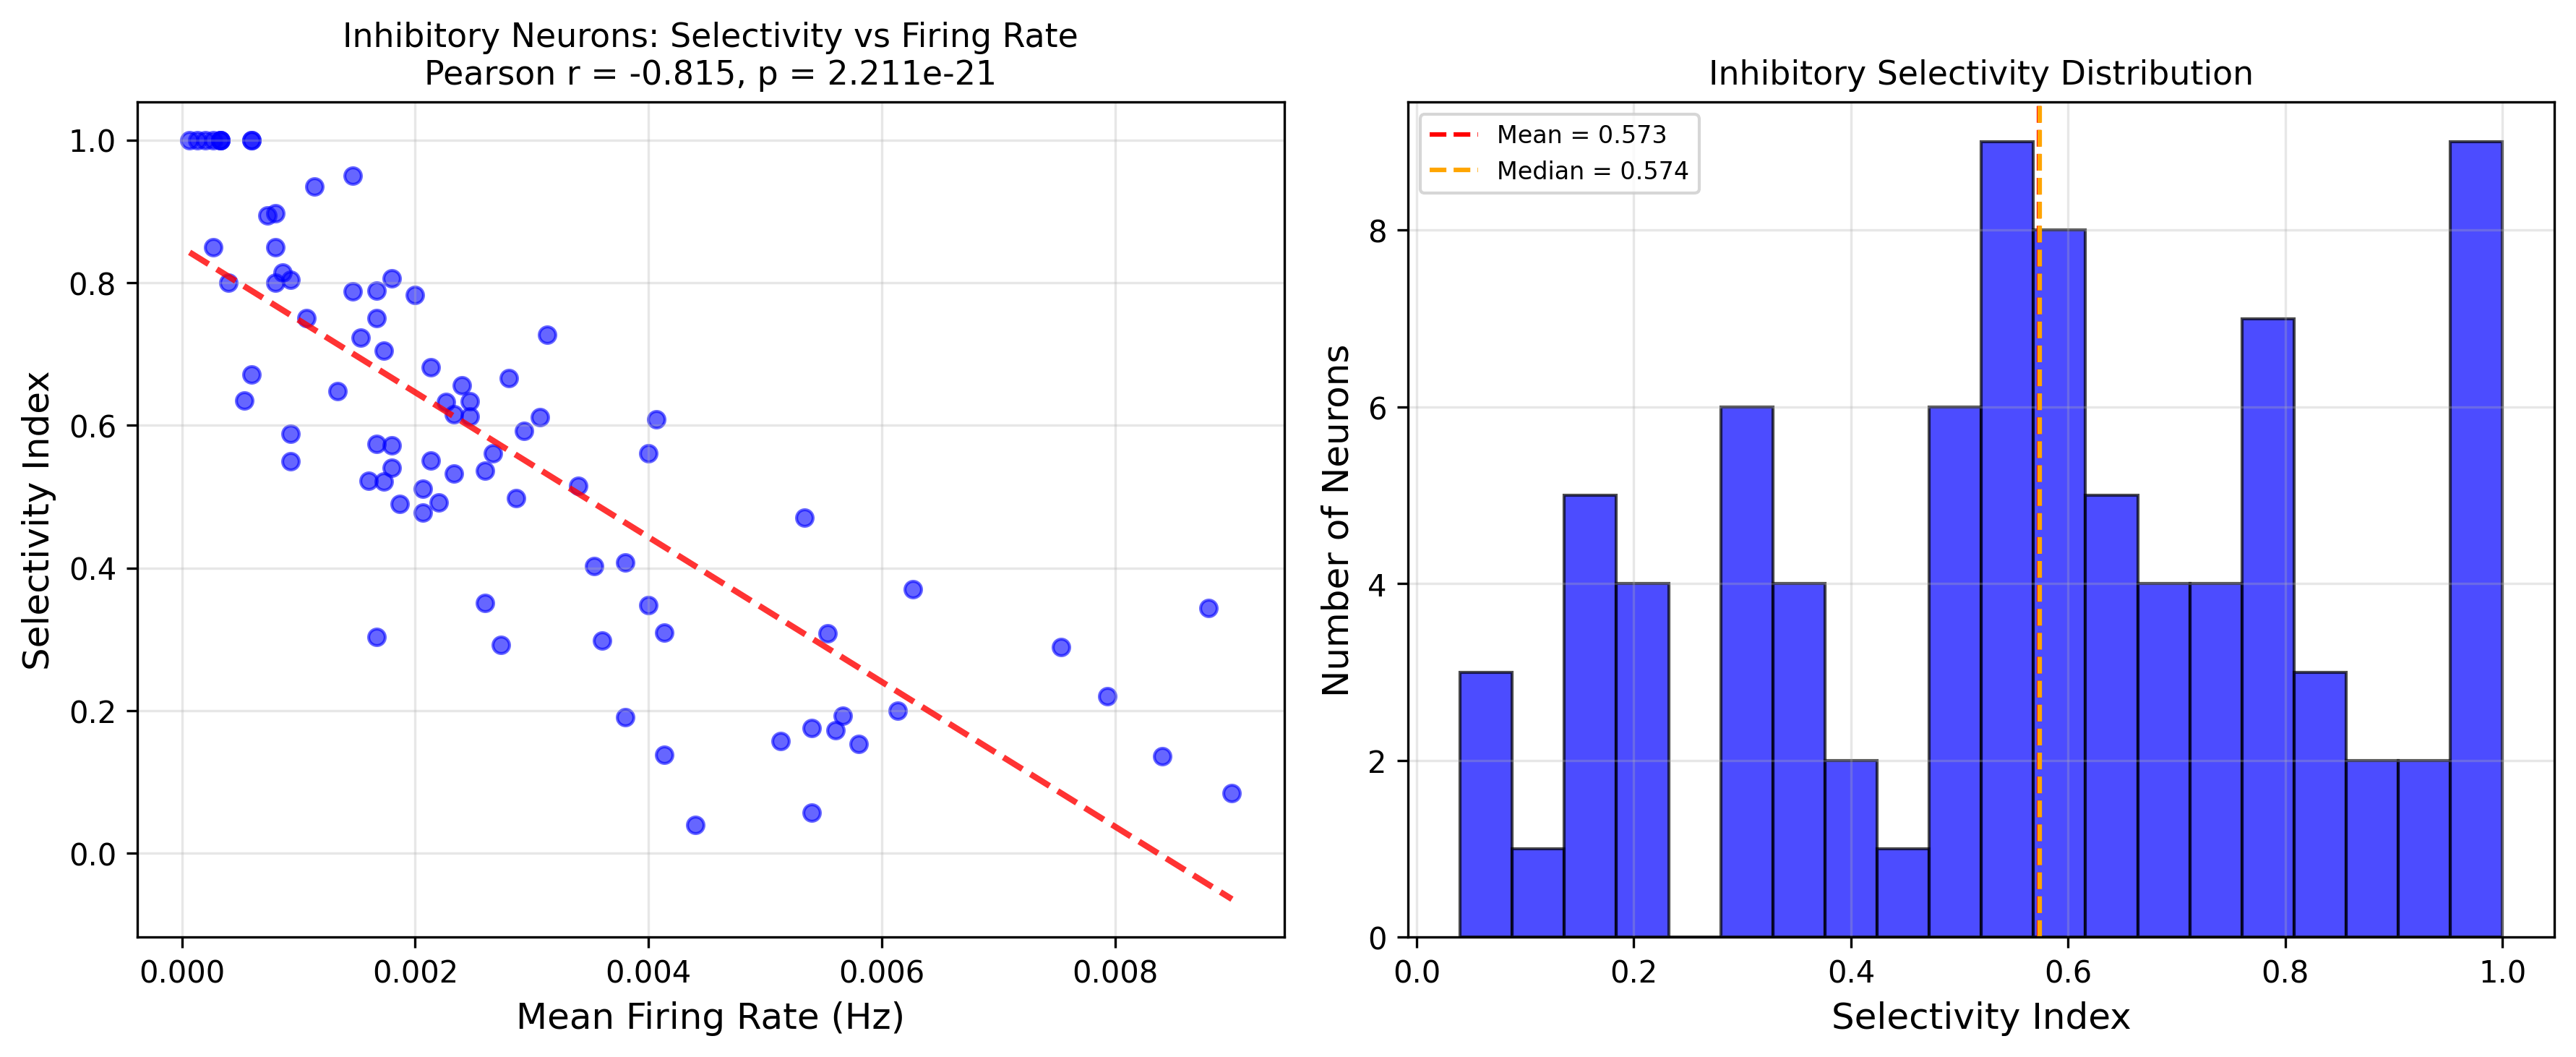 Inhibitory Neurons: Selectivity vs Firing Rate
Pearson r = -0.815, p = 2.211e-21
Selectivity Index
1.0
0.8
0.6
0.4
0.2
0.0
0.000
0.002
0.004
0.006
0.008
Mean Firing Rate (Hz)
Inhibitory Selectivity Distribution
Mean = 0.573
Median = 0.574
Number of Neurons
8
6
4
2
0
0.0
0.2
0.4
0.6
0.8
1.0
Selectivity Index